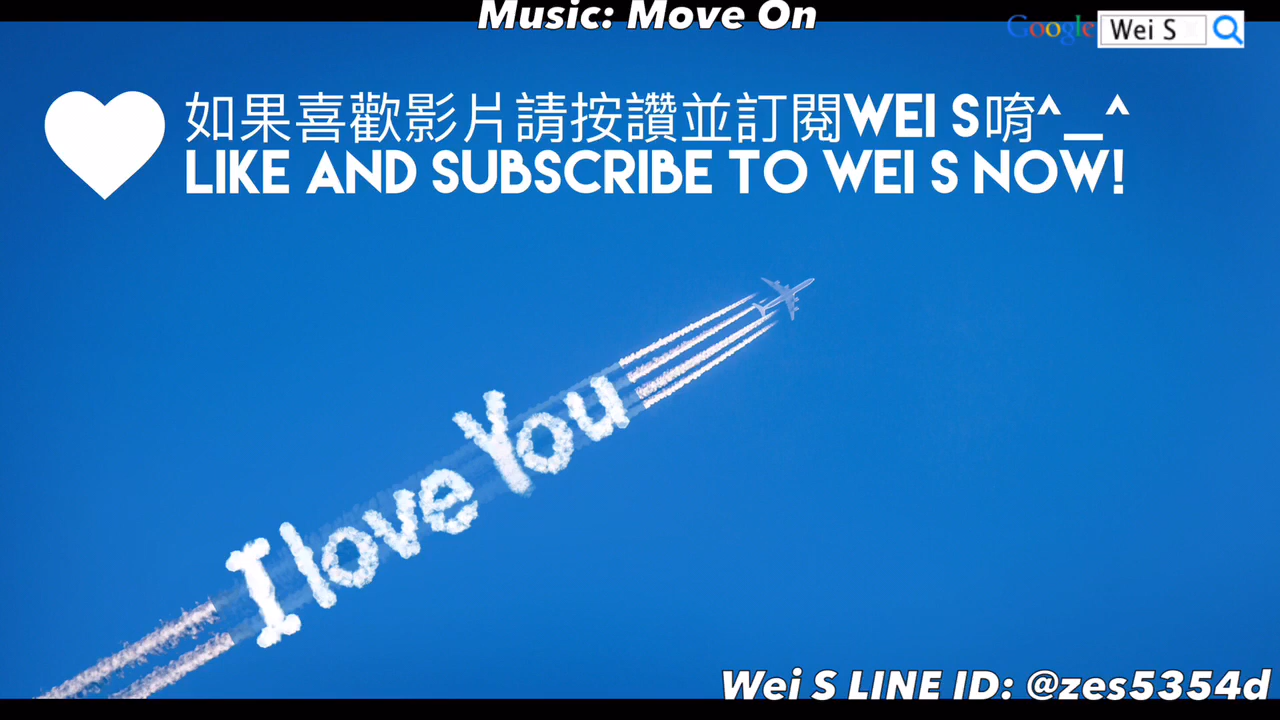 Music: Move On
Google Wei S
如果喜歡影片請按讚並訂閱WEI S唷^_^
LIKE AND SUBSCRIBE TO WEI S NOW!
I love You
Wei S LINE ID: @zes5354d